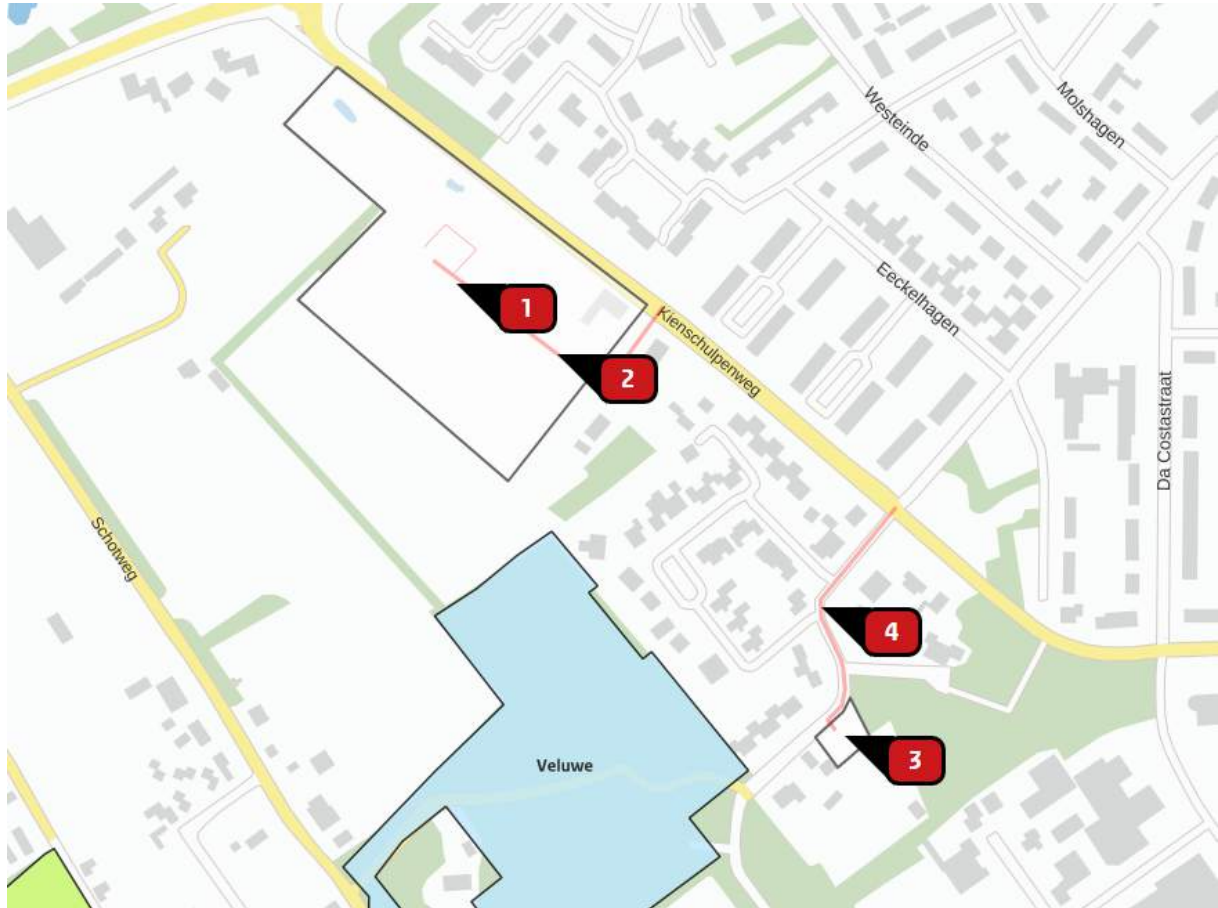 Molshagen
Westeinde
Eeckelhagen
1
Kienschulpenweg
2
Da Costastraat
Schotweg
4
3
Veluwe